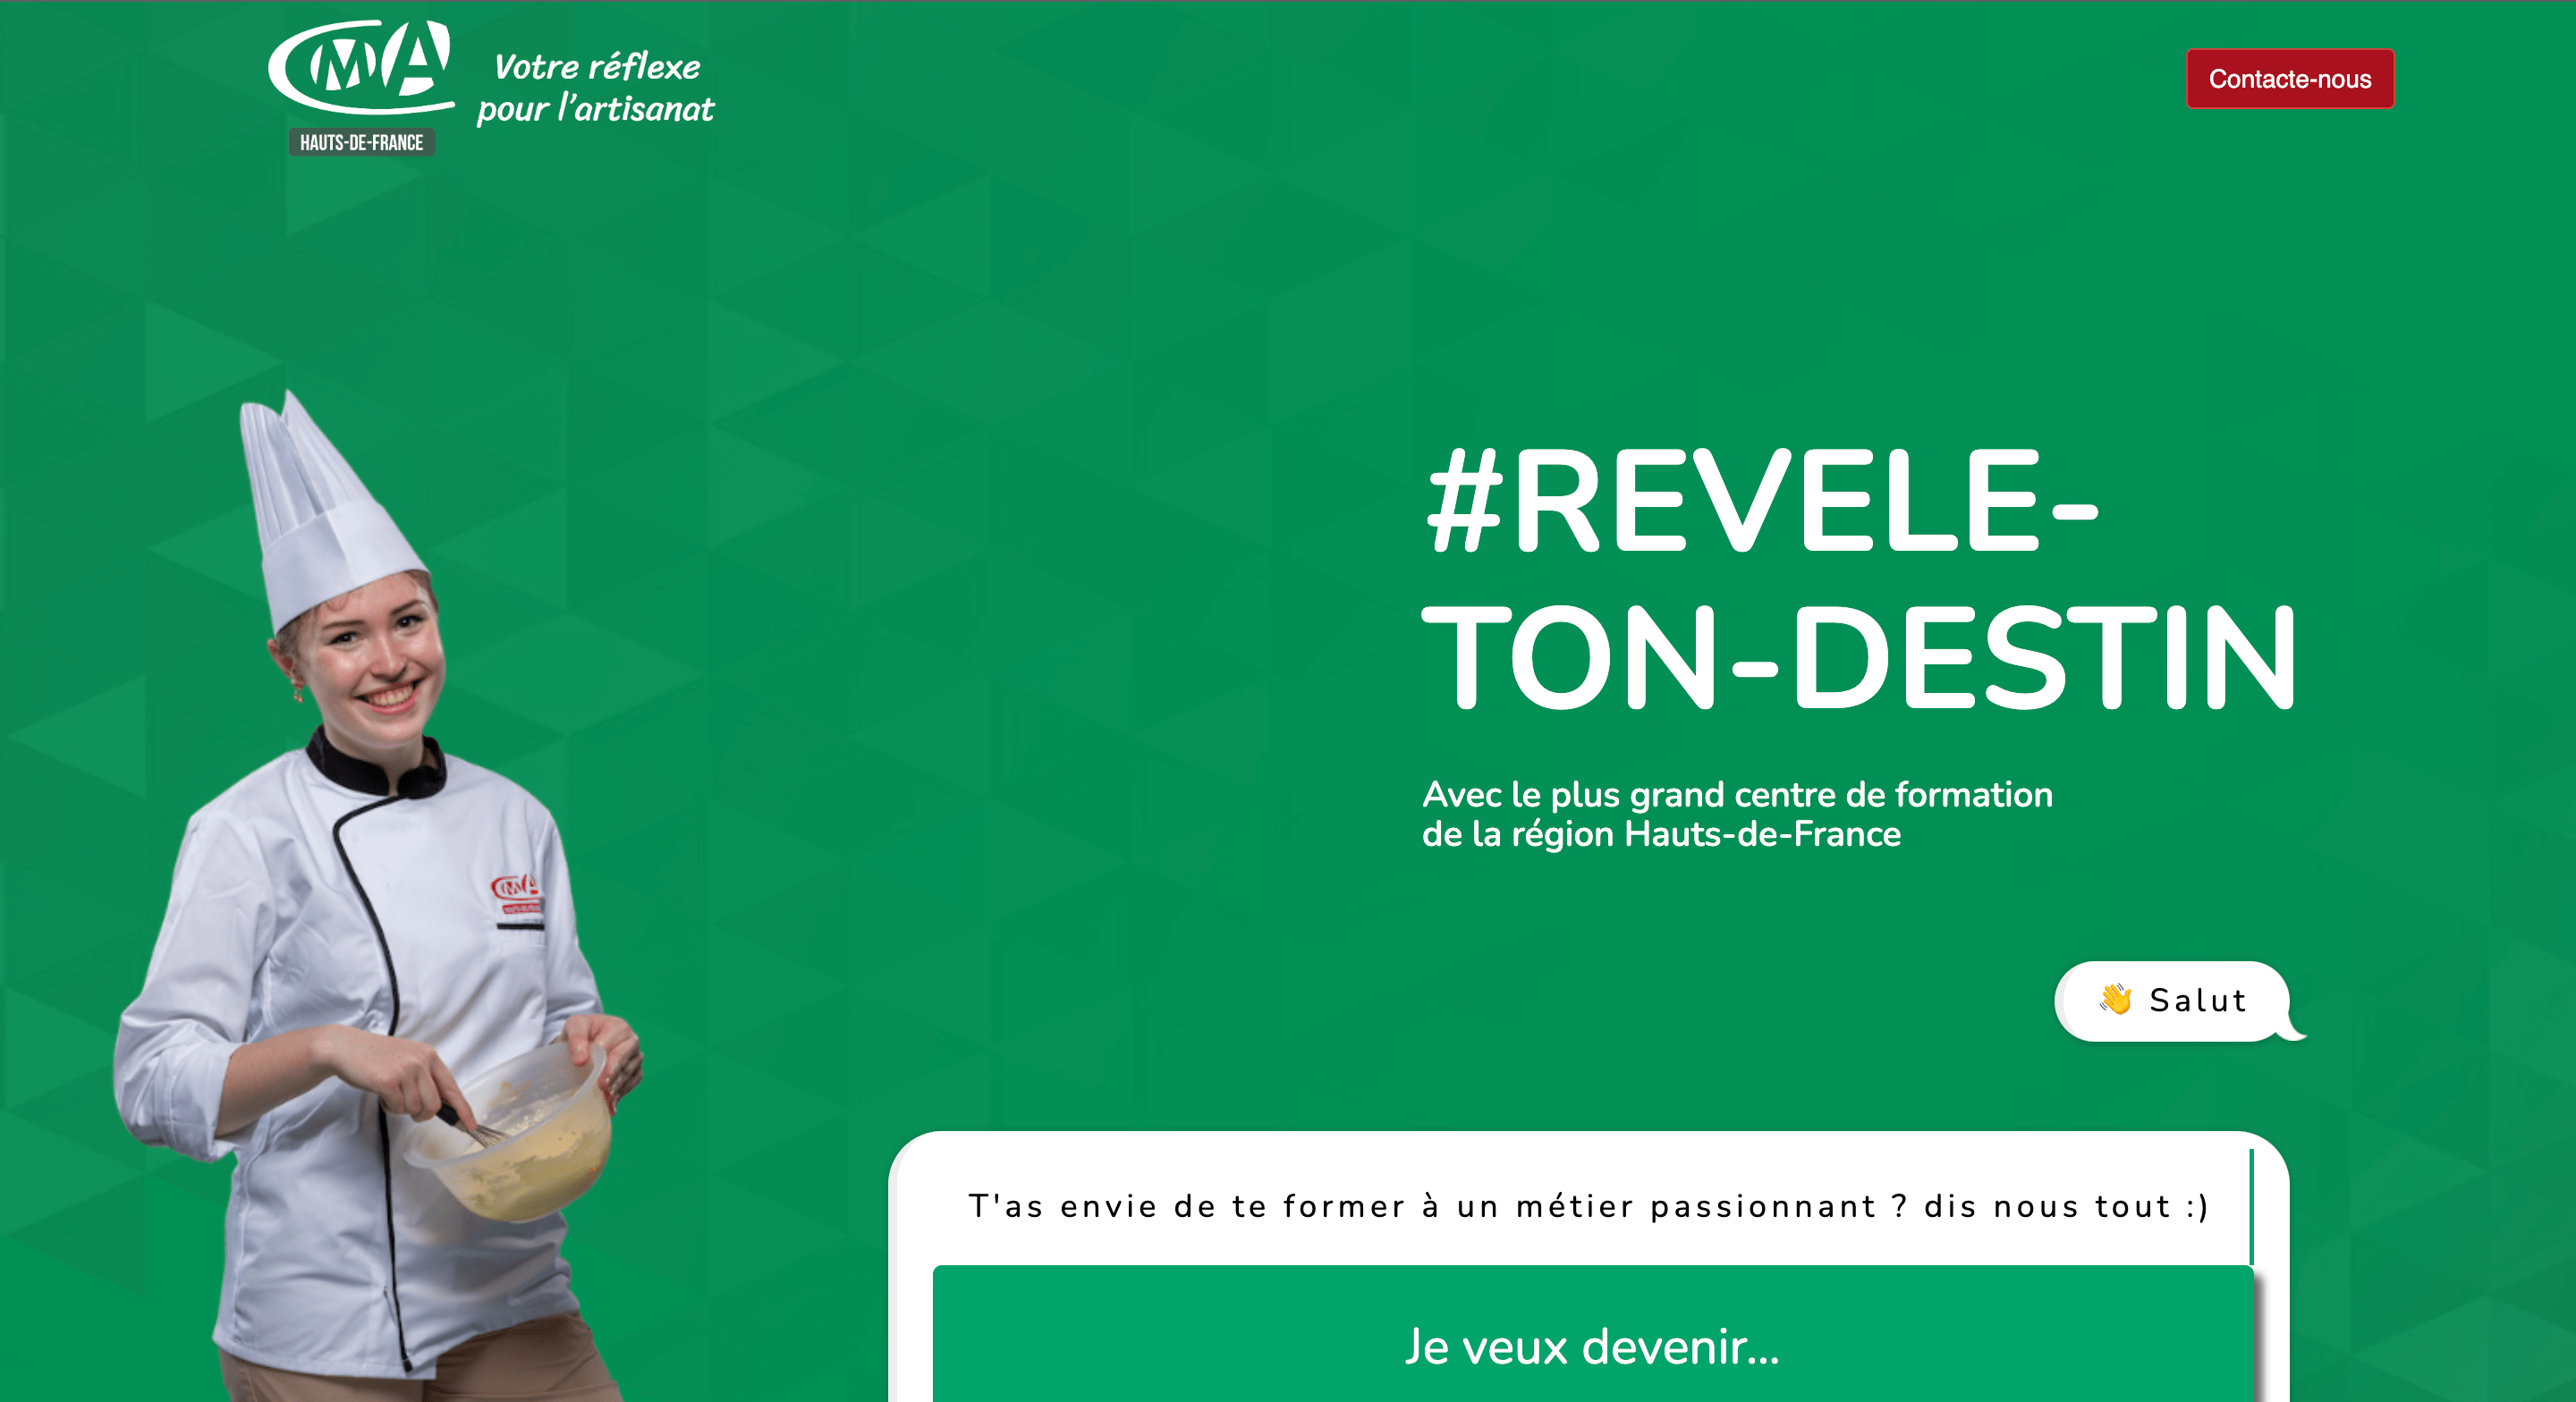 CMA
HAUTS-DE-FRANCE
Votre réflexe
pour l'artisanat
Contacte-nous
#REVELE-
TON-DESTIN
Avec le plus grand centre de formation
de la région Hauts-de-France
CMA
👋 Salut
T'as envie de te former à un métier passionnant ? dis nous tout :)
Je veux devenir...